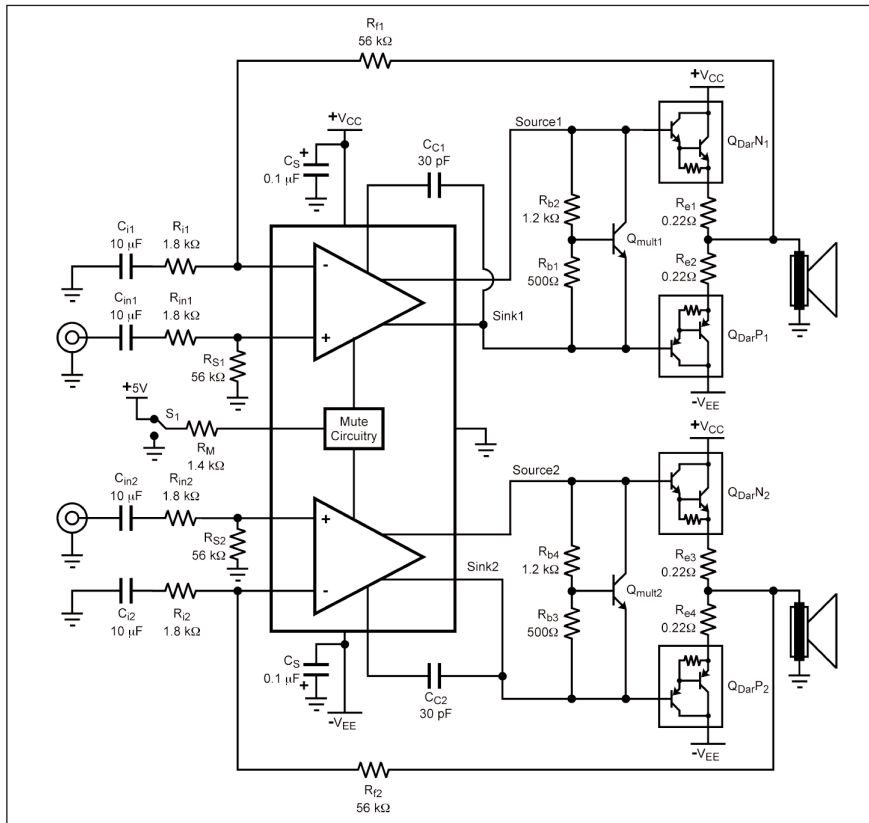 Rf1
56 kΩ
+VCC
+VCC
Source1
QDarN1
CS
0.1 μF
+
CC1
30 pF
Rb2
1.2 kΩ
Re1
0.22Ω
Ci1
10 μF
Ri1
1.8 kΩ
Qmult1
Rb1
500Ω
Re2
0.22Ω
-
Cin1
10 μF
Rin1
1.8 kΩ
+
Sink1
QDarP1
RS1
56 kΩ
+5V
S1
RM
1.4 kΩ
Mute
Circuitry
-VEE
+VCC
Source2
QDarN2
Cin2
10 μF
Rin2
1.8 kΩ
+
RS2
56 kΩ
Sink2
Rb4
1.2 kΩ
Re3
0.22Ω
-
Ci2
10 μF
Ri2
1.8 kΩ
Qmult2
Rb3
500Ω
Re4
0.22Ω
CS
0.1 μF
+
CC2
30 pF
QDarP2
-VEE
-VEE
Rf2
56 kΩ